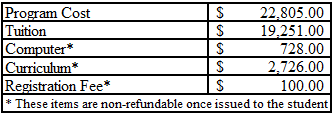 Program Cost $ 22,805.00
Tuition $ 19,251.00
Computer* $ 728.00
Curriculum* $ 2,726.00
Registration Fee* $ 100.00
* These items are non-refundable once issued to the student